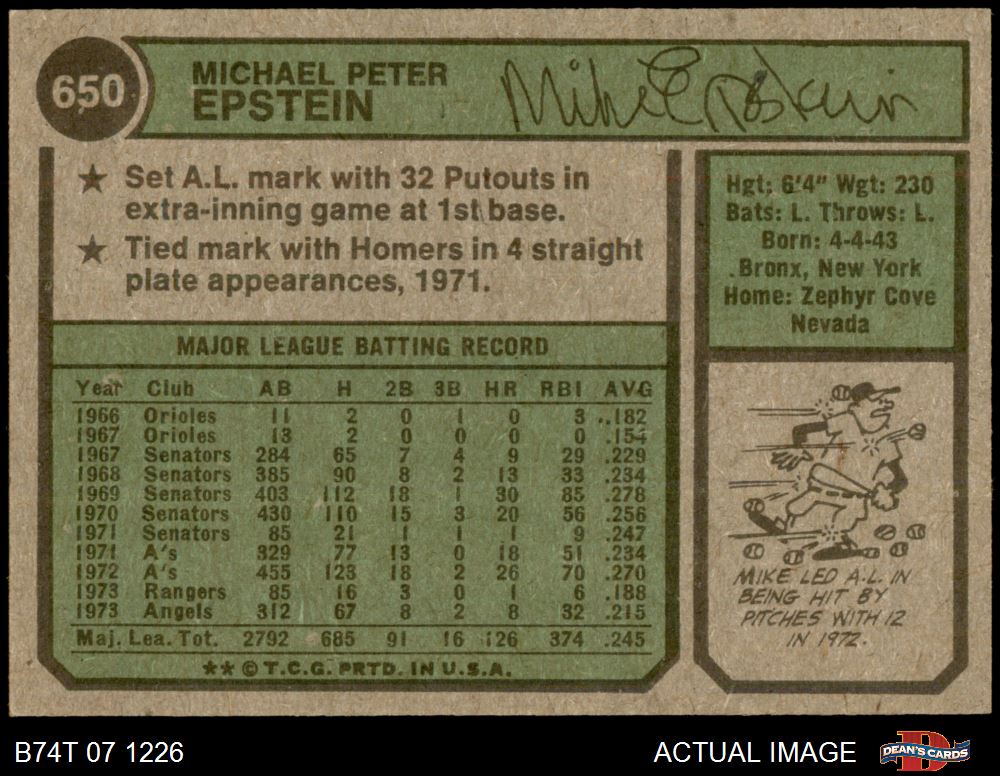 650
MICHAEL PETER
EPSTEIN
Mike Epstein
★ Set A.L. mark with 32 Putouts in
extra-inning game at 1st base.
★ Tied mark with Homers in 4 straight
plate appearances, 1971.
Hgt: 6'4" Wgt: 230
Bats: L. Throws: L.
Born: 4-4-43
Bronx, New York
Home: Zephyr Cove
Nevada
MAJOR LEAGUE BATTING RECORD
Year Club AB H 2B 3B HR RBI AVG
1966 Orioles 11 2 0 1 0 3 .182
1967 Orioles 13 2 0 0 0 0 .154
1967 Senators 284 65 7 4 9 29 .229
1968 Senators 385 90 8 2 13 33 .234
1969 Senators 403 112 18 1 30 85 .278
1970 Senators 430 110 15 3 20 56 .256
1971 Senators 85 21 1 1 1 9 .247
1971 A's 329 77 13 0 18 51 .234
1972 A's 455 123 18 2 26 70 .270
1973 Rangers 85 16 3 0 1 6 .188
1973 Angels 312 67 8 2 8 32 .215
Maj. Lea. Tot. 2792 685 91 16 126 374 .245
★★ © T.C.G. PRTD. IN U.S.A.
MIKE LED A.L. IN
BEING HIT BY
PITCHES WITH 12
IN 1972.
B74T 07 1226
ACTUAL IMAGE
D
DEAN'S CARDS